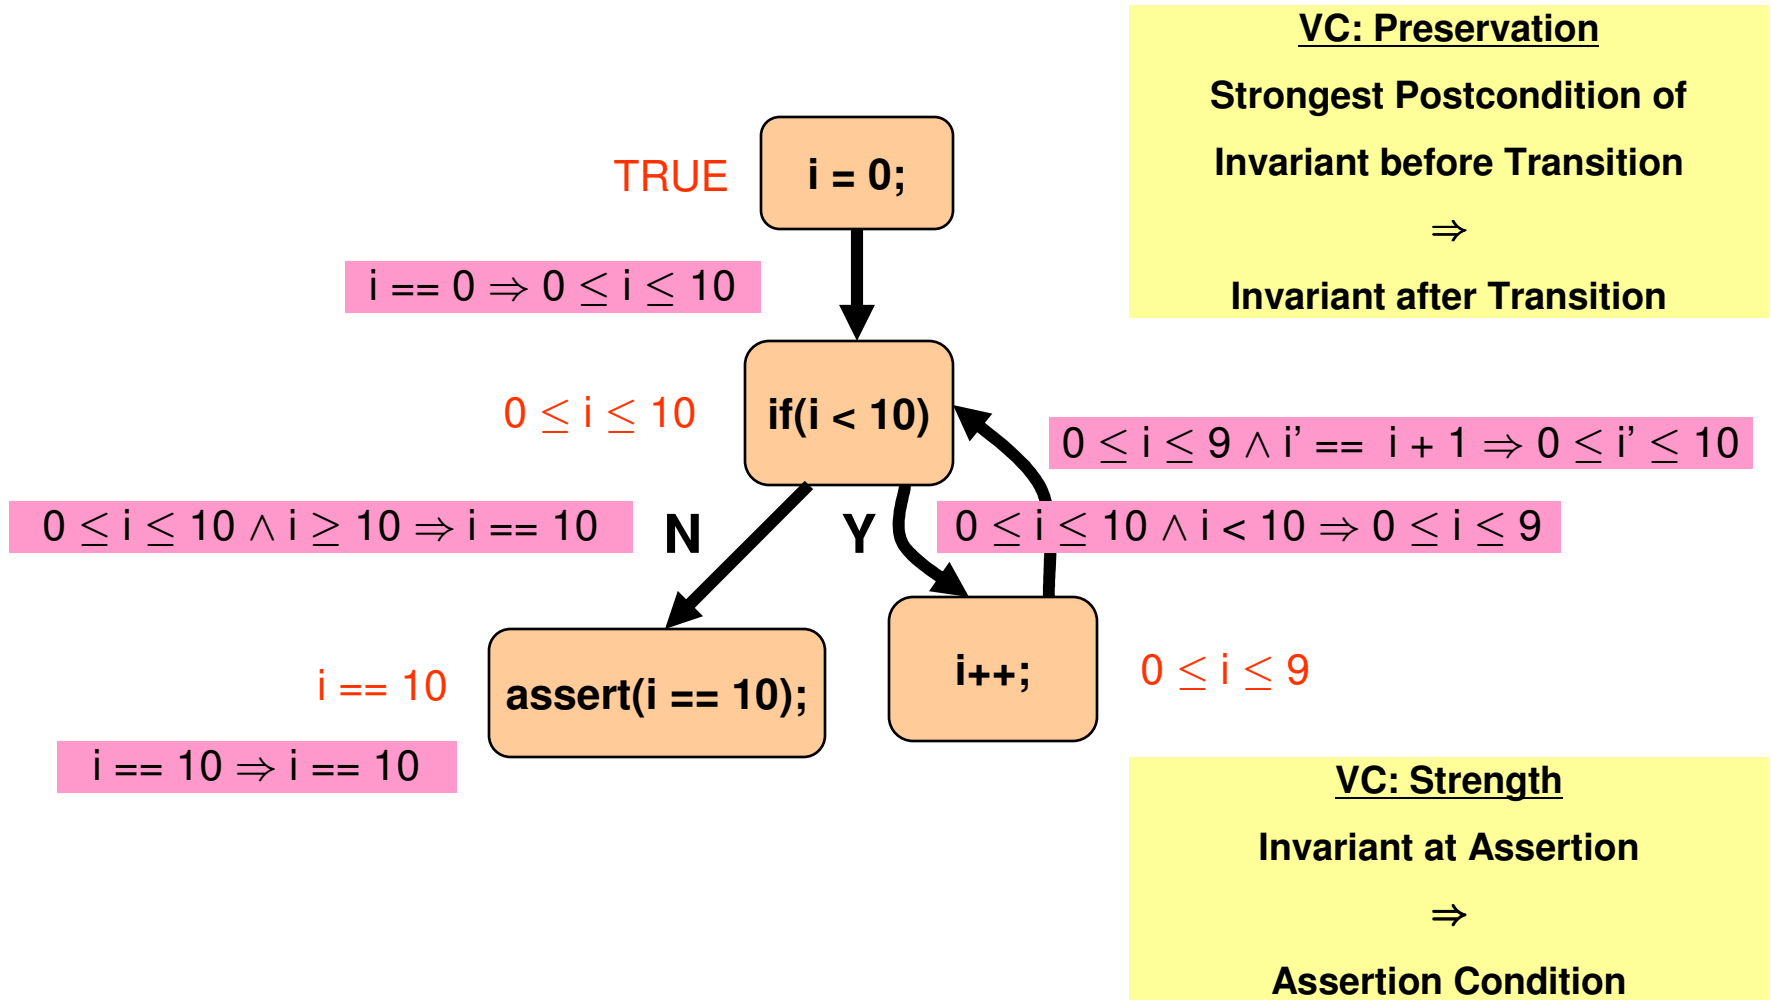 VC: Preservation
Strongest Postcondition of
Invariant before Transition
⇒
Invariant after Transition
TRUE
i = 0;
i == 0 ⇒ 0 ≤ i ≤ 10
0 ≤ i ≤ 10
if(i < 10)
0 ≤ i ≤ 9 ∧ i' == i + 1 ⇒ 0 ≤ i' ≤ 10
0 ≤ i ≤ 10 ∧ i ≥ 10 ⇒ i == 10
N
Y
0 ≤ i ≤ 10 ∧ i < 10 ⇒ 0 ≤ i ≤ 9
i == 10
assert(i == 10);
i++;
0 ≤ i ≤ 9
i == 10 ⇒ i == 10
VC: Strength
Invariant at Assertion
⇒
Assertion Condition